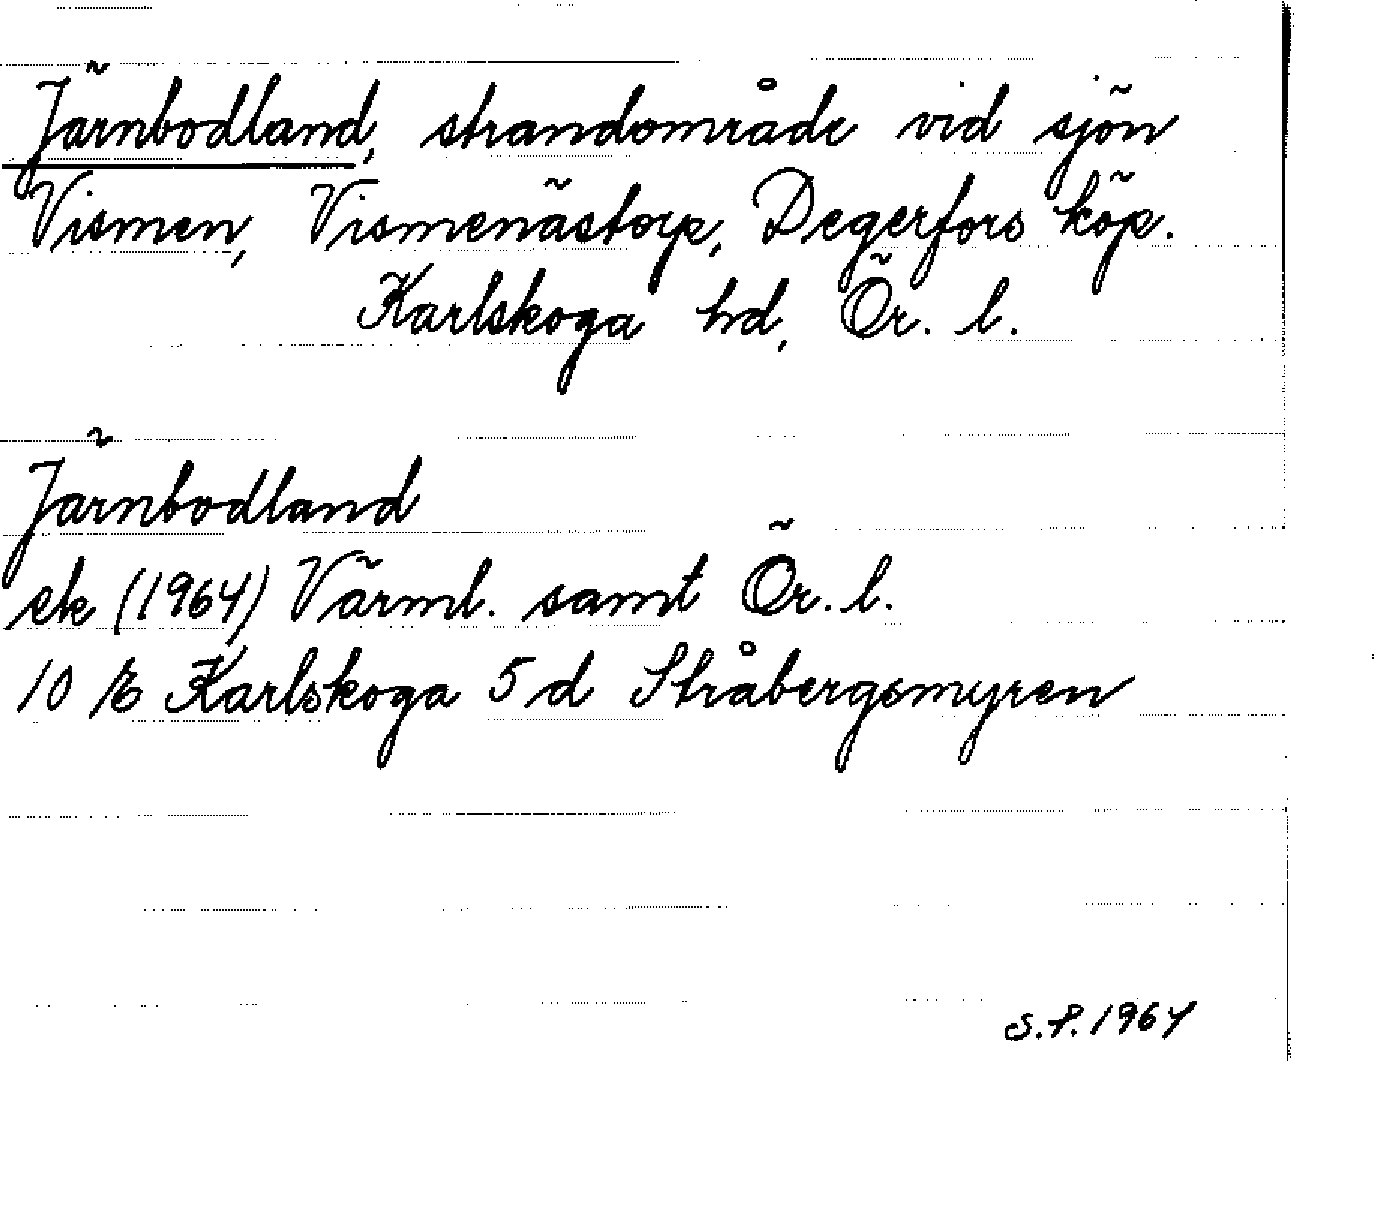 Järnbodland, strandområde vid sjön
Vismen, Vismenästorp, Degerfors köp.
Karlskoga hd, Ör. l.
Järnbodland
ek (1964) Värml. samt Ör. l.
10 E Karlskoga 5 d Stråbergsmyren
S.P. 1964